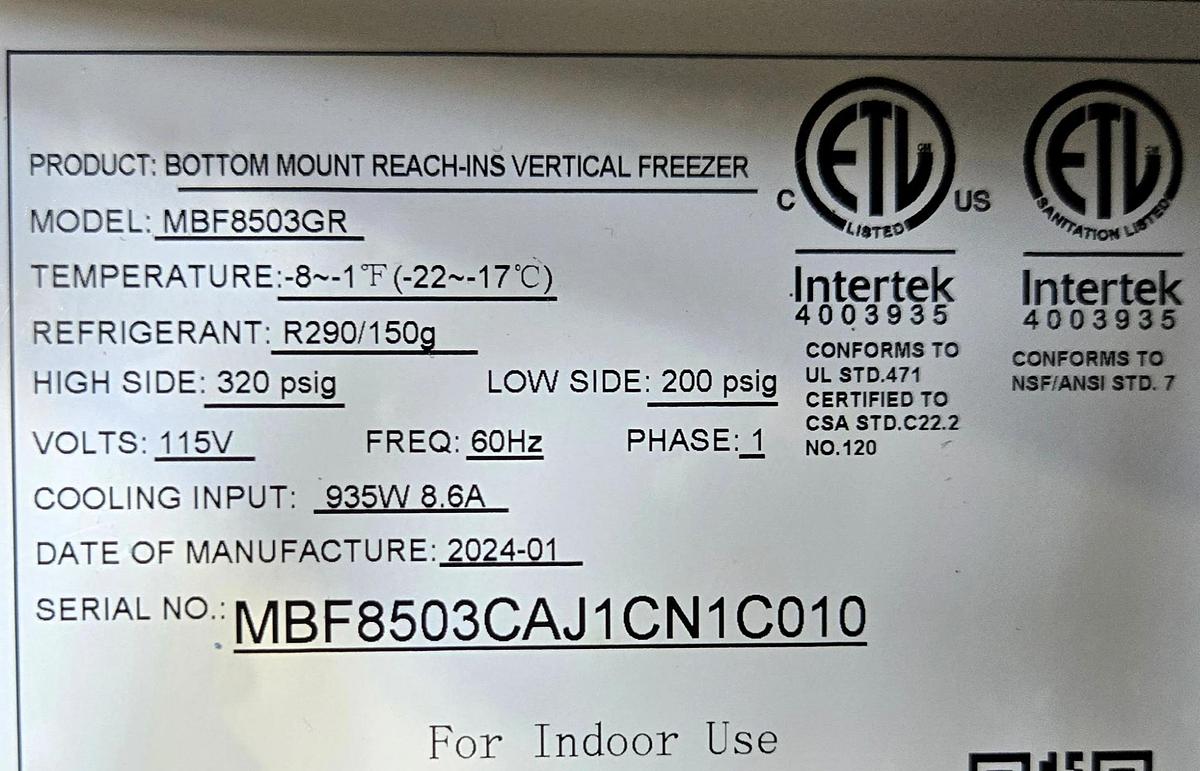 PRODUCT: BOTTOM MOUNT REACH-INS VERTICAL FREEZER
MODEL: MBF8503GR
TEMPERATURE:-8~-1℉(-22~-17℃)
REFRIGERANT: R290/150g
HIGH SIDE: 320 psig LOW SIDE: 200 psig
VOLTS: 115V FREQ: 60Hz PHASE: 1
COOLING INPUT: 935W 8.6A
DATE OF MANUFACTURE: 2024-01
SERIAL NO.: MBF8503CAJ1CN1C010
For Indoor Use
ETL
C US
LISTED
Intertek
4003935
CONFORMS TO
UL STD.471
CERTIFIED TO
CSA STD.C22.2
NO.120
ETL
SANITATION LISTED
Intertek
4003935
CONFORMS TO
NSF/ANSI STD. 7